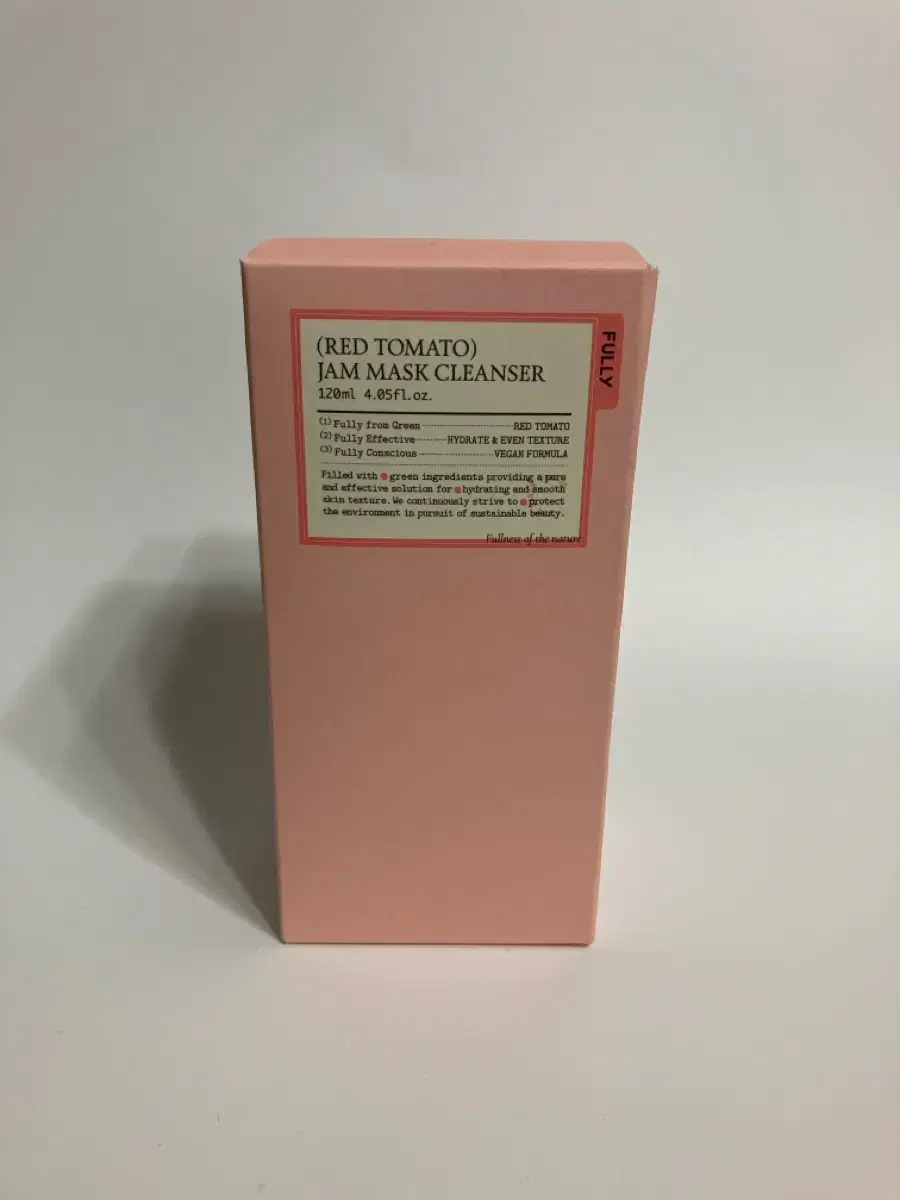 (RED TOMATO)
JAM MASK CLEANSER
120ml 4.05fl.oz.
(1) Fully from Green RED TOMATO
(2) Fully Effective HYDRATE & EVEN TEXTURE
(3) Fully Conscious VEGAN FORMULA
Filled with green ingredients providing a pure
and effective solution for hydrating and smooth
skin texture. We continuously strive to protect
the environment in pursuit of sustainable beauty.
Fullness of the nature
FULLY